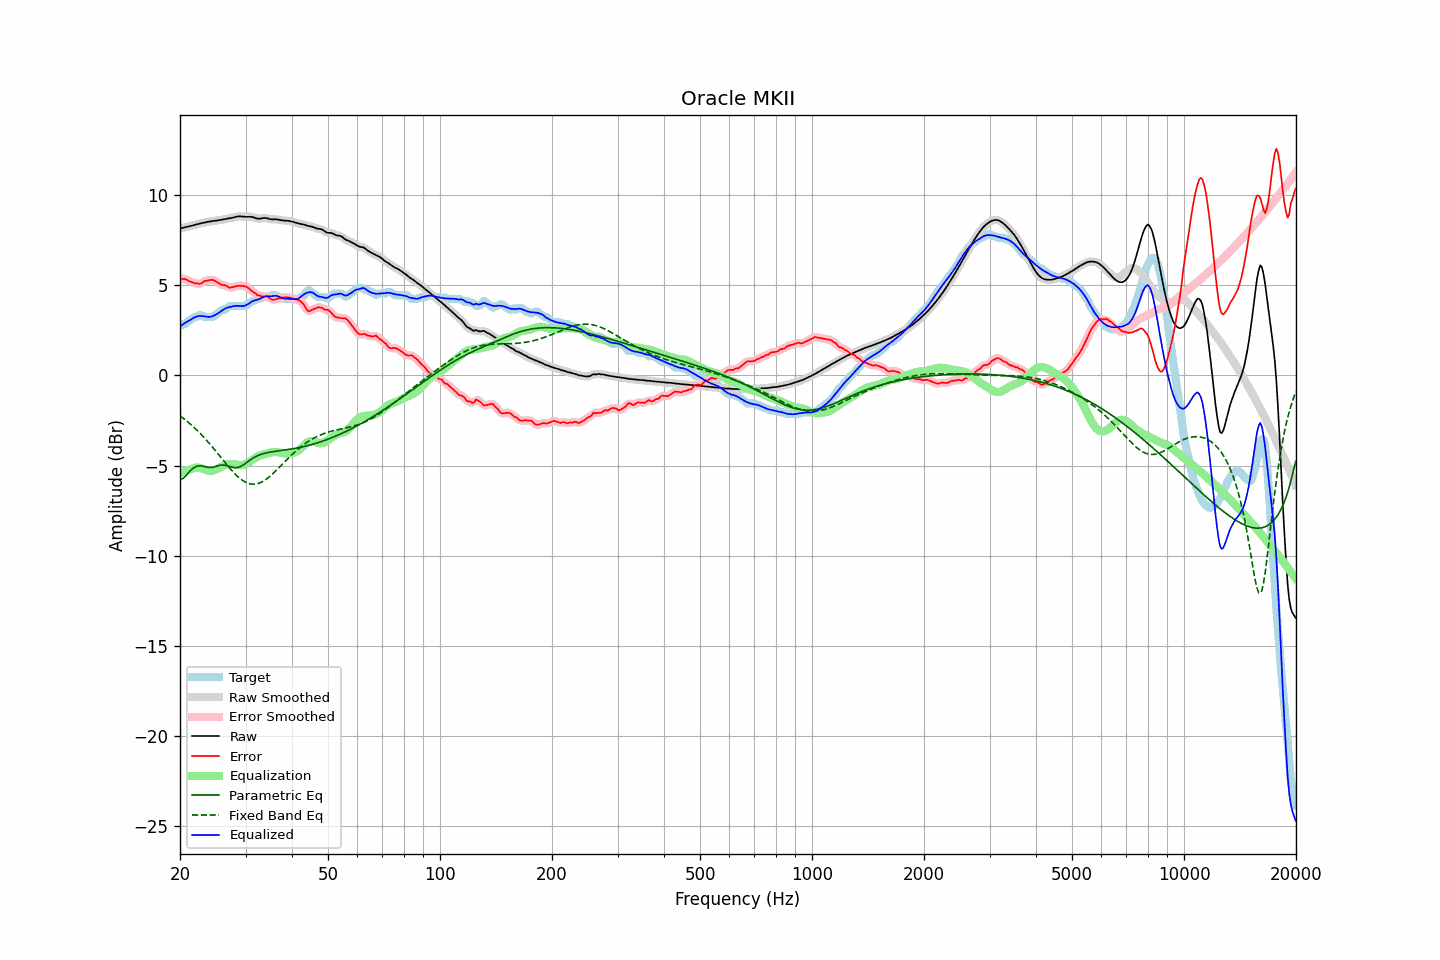 Oracle MKII
Amplitude (dBr)
10
5
0
−5
−10
−15
−20
−25
Target
Raw Smoothed
Error Smoothed
Raw
Error
Equalization
Parametric Eq
Fixed Band Eq
Equalized
20 50 100 200 500 1000 2000 5000 10000 20000
Frequency (Hz)